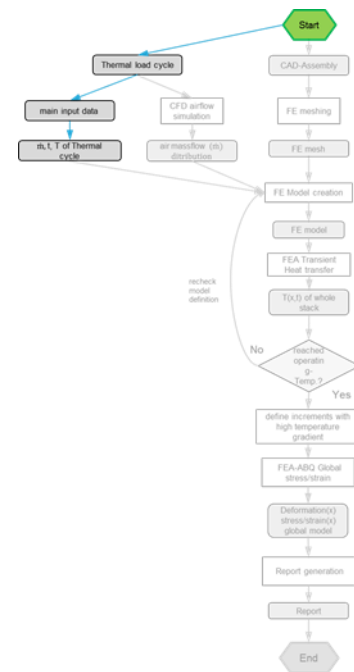 Start
Thermal load cycle
CAD-Assembly
main input data
CFD airflow
simulation
FE meshing
ṁ, t, T of Thermal
cycle
air massflow (ṁ)
ditribution
FE mesh
FE Model creation
FE model
FEA Transient
Heat transfer
recheck
model
definition
T(x,t) of whole
stack
No
reached
operatin
g-
Temp.?
Yes
define increments with
high temperature
gradient
FEA-ABQ Global
stress/strain
Deformation(x)
stress/strain(x)
global model
Report generation
Report
End